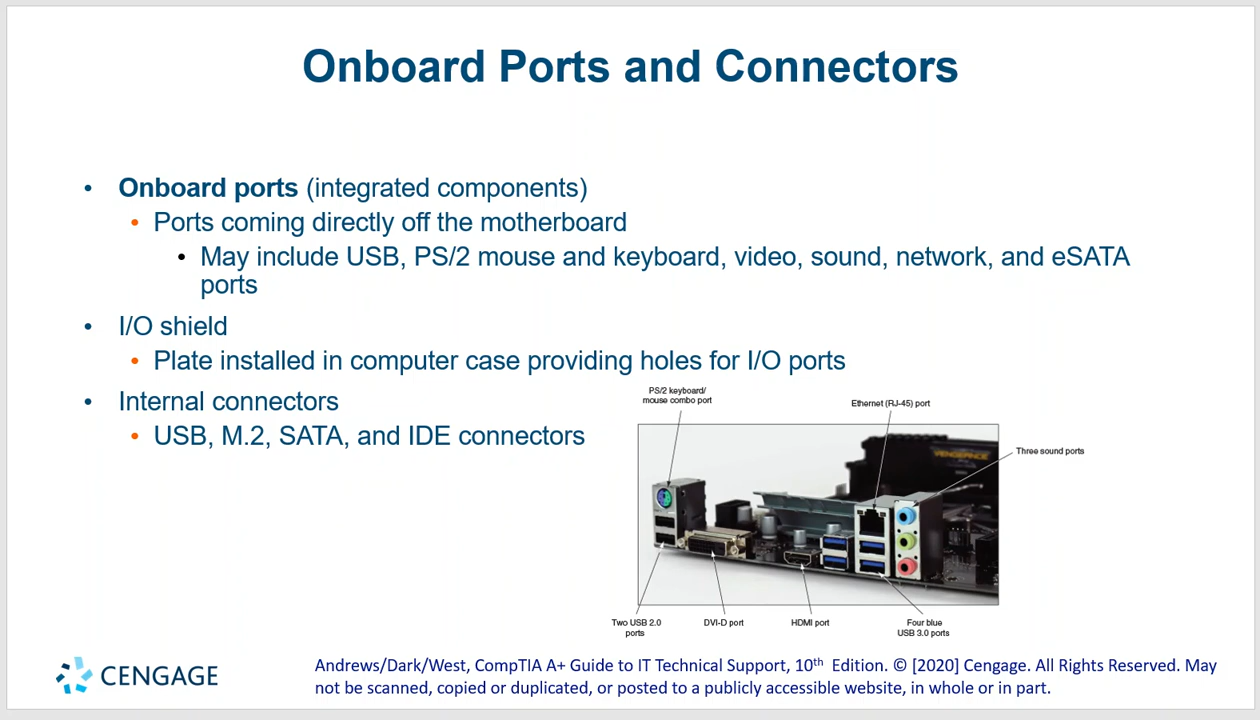 Onboard Ports and Connectors
• Onboard ports (integrated components)
• Ports coming directly off the motherboard
• May include USB, PS/2 mouse and keyboard, video, sound, network, and eSATA
ports
• I/O shield
• Plate installed in computer case providing holes for I/O ports
• Internal connectors
• USB, M.2, SATA, and IDE connectors
PS/2 keyboard/
mouse combo port
Ethernet (RJ-45) port
Three sound ports
VENGEANCE
Two USB 2.0
ports
DVI-D port
HDMI port
Four blue
USB 3.0 ports
CENGAGE
Andrews/Dark/West, CompTIA A+ Guide to IT Technical Support, 10th Edition. © [2020] Cengage. All Rights Reserved. May
not be scanned, copied or duplicated, or posted to a publicly accessible website, in whole or in part.